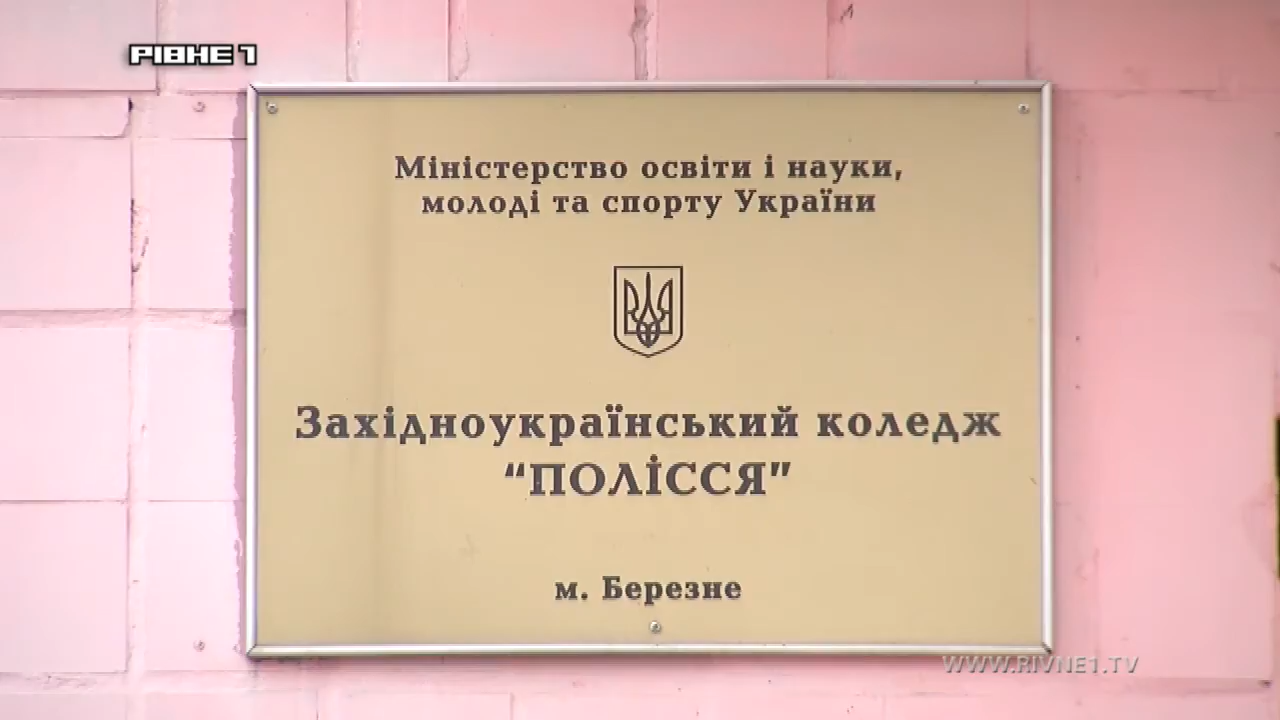 РІВНЕ 1
Міністерство освіти і науки,
молоді та спорту України
Західноукраїнський коледж
“ПОЛІССЯ”
м. Березне
WWW.RIVNE1.TV